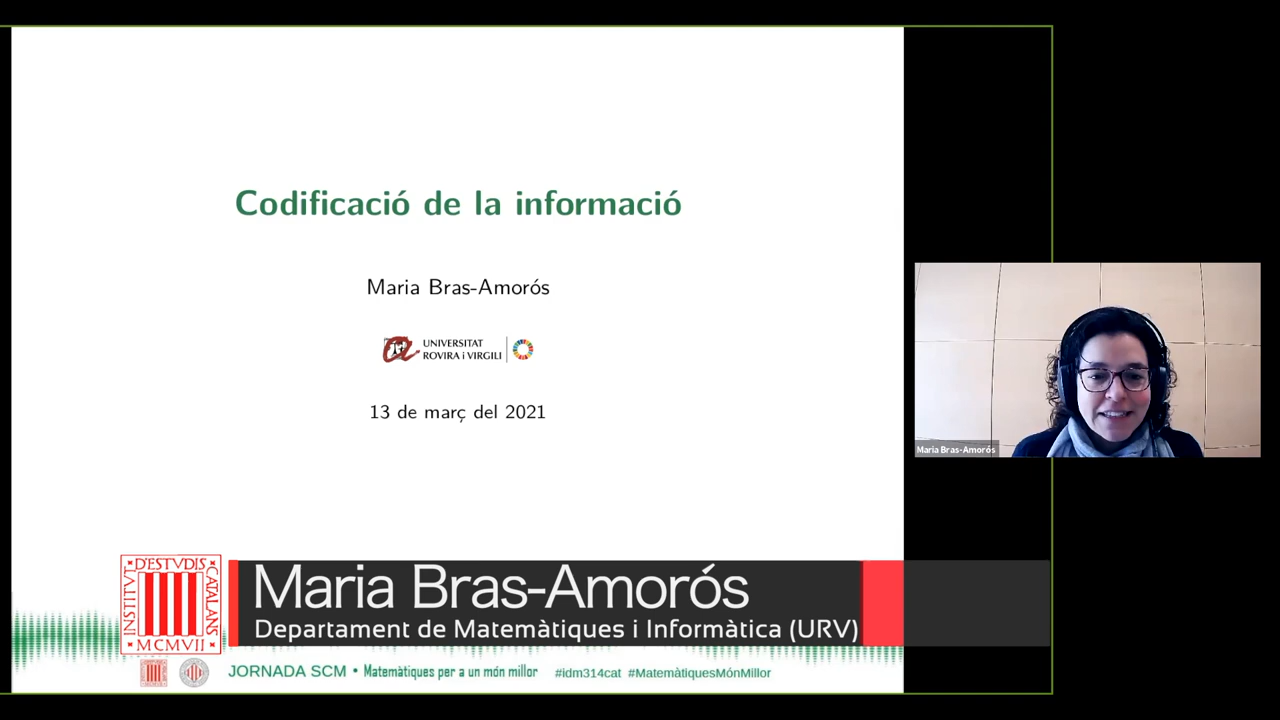 Codificació de la informació
Maria Bras-Amorós
UNIVERSITAT
ROVIRA i VIRGILI
13 de març del 2021
Maria Bras-Amorós
INSTITVT
D'ESTVDIS
CATALANS
MCMVII
Maria Bras-Amorós
Departament de Matemàtiques i Informàtica (URV)
JORNADA SCM • Matemàtiques per a un món millor #idm314cat #MatemàtiquesMónMillor